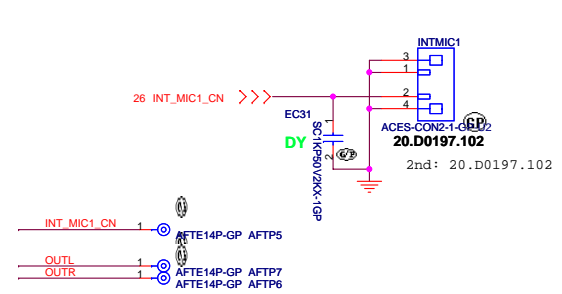 INTMIC1
3
1
26 INT_MIC1_CN
2
4
EC31
1
SC1KP50V2KX-1GP
DY
2
G/P
ACES-CON2-1-GP-U2
GP
20.D0197.102
2nd: 20.D0197.102
INT_MIC1_CN
1
AFTE14P-GP AFTP5
OUTL
1
AFTE14P-GP AFTP7
OUTR
1
AFTE14P-GP AFTP6